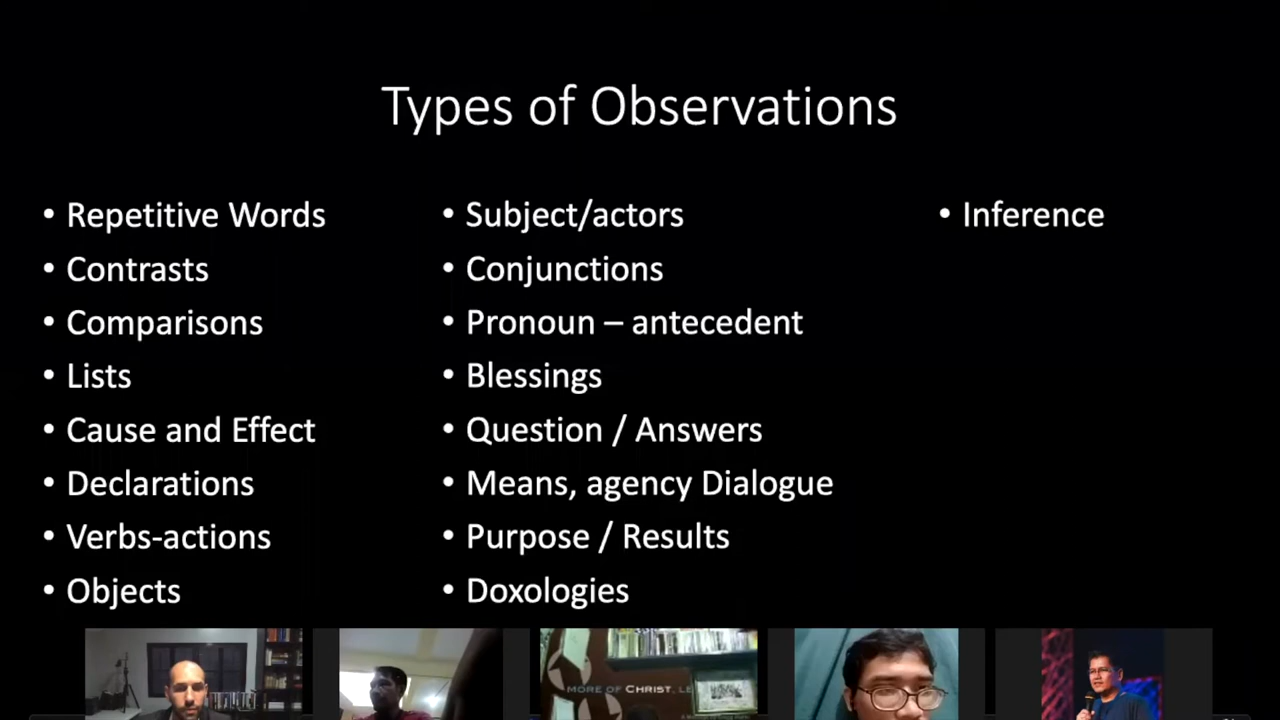 Types of Observations
• Repetitive Words
• Contrasts
• Comparisons
• Lists
• Cause and Effect
• Declarations
• Verbs-actions
• Objects
• Subject/actors
• Conjunctions
• Pronoun – antecedent
• Blessings
• Question / Answers
• Means, agency Dialogue
• Purpose / Results
• Doxologies
• Inference
MORE OF CHRIST, LE